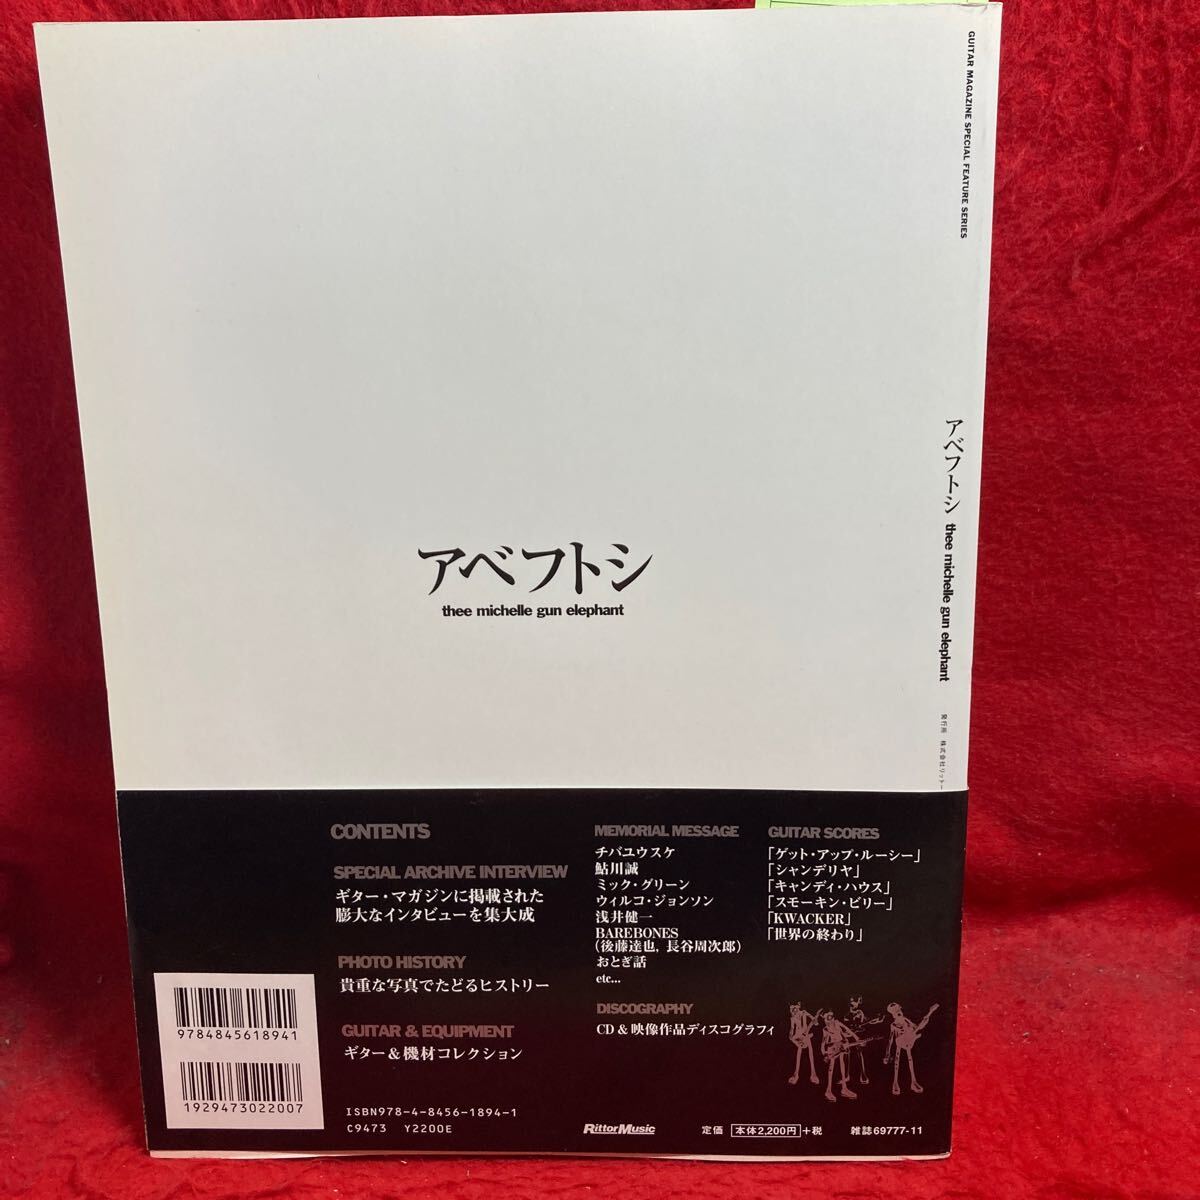 GUITAR MAGAZINE SPECIAL FEATURE SERIES
アベフトシ thee michelle gun elephant
発行所 株式会社リットー
アベフトシ
thee michelle gun elephant
CONTENTS
SPECIAL ARCHIVE INTERVIEW
ギター・マガジンに掲載された
膨大なインタビューを集大成
PHOTO HISTORY
貴重な写真でたどるヒストリー
GUITAR & EQUIPMENT
ギター＆機材コレクション
MEMORIAL MESSAGE
チバユウスケ
鮎川誠
ミック・グリーン
ウィルコ・ジョンソン
浅井健一
BAREBONES
(後藤達也, 長谷周次郎)
おとぎ話
etc...
DISCOGRAPHY
CD & 映像作品ディスコグラフィ
GUITAR SCORES
「ゲット・アップ・ルーシー」
「シャンデリヤ」
「キャンディ・ハウス」
「スモーキン・ビリー」
「KWACKER」
「世界の終わり」
9784845618941
1929473022007
ISBN978-4-8456-1894-1
C9473 Y2200E
RittorMusic
定価 本体2,200円+税
雑誌69777-11